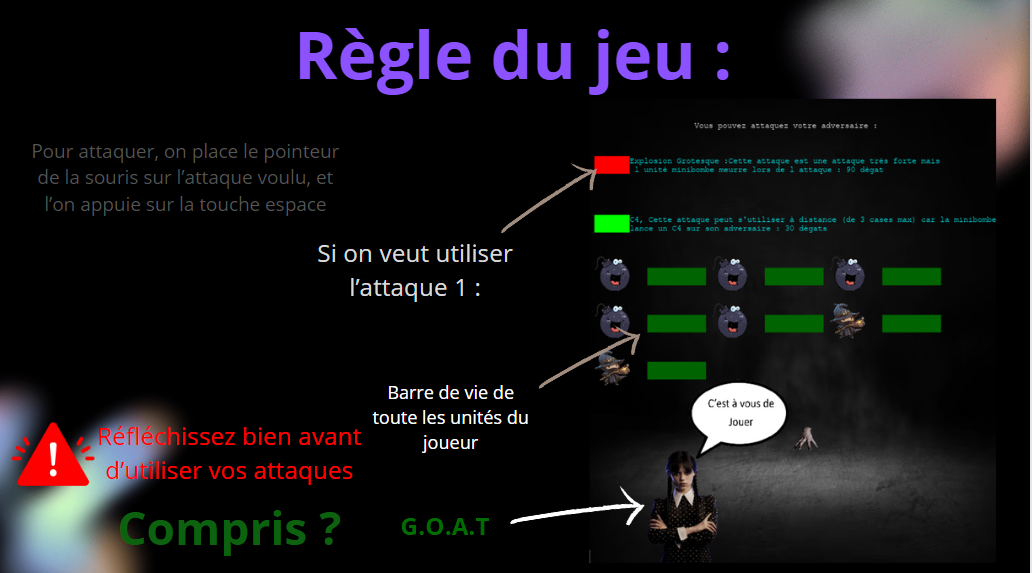 Règle du jeu :
Pour attaquer, on place le pointeur
de la souris sur l'attaque voulu, et
l'on appuie sur la touche espace
Si on veut utiliser
l'attaque 1 :
Vous pouvez attaquez votre adversaire :
Explosion Grotesque :Cette attaque est une attaque trés forte mais
1 unité minibombe meurre lors de l attaque : 90 dégat
C4, Cette attaque peut s'utiliser à distance (de 3 cases max) car la minibombe
lance un C4 sur son adversaire : 30 dégats
Barre de vie de
toute les unités du
joueur
C'est à vous de
Jouer
Réfléchissez bien avant
d'utiliser vos attaques
Compris ?
G.O.A.T